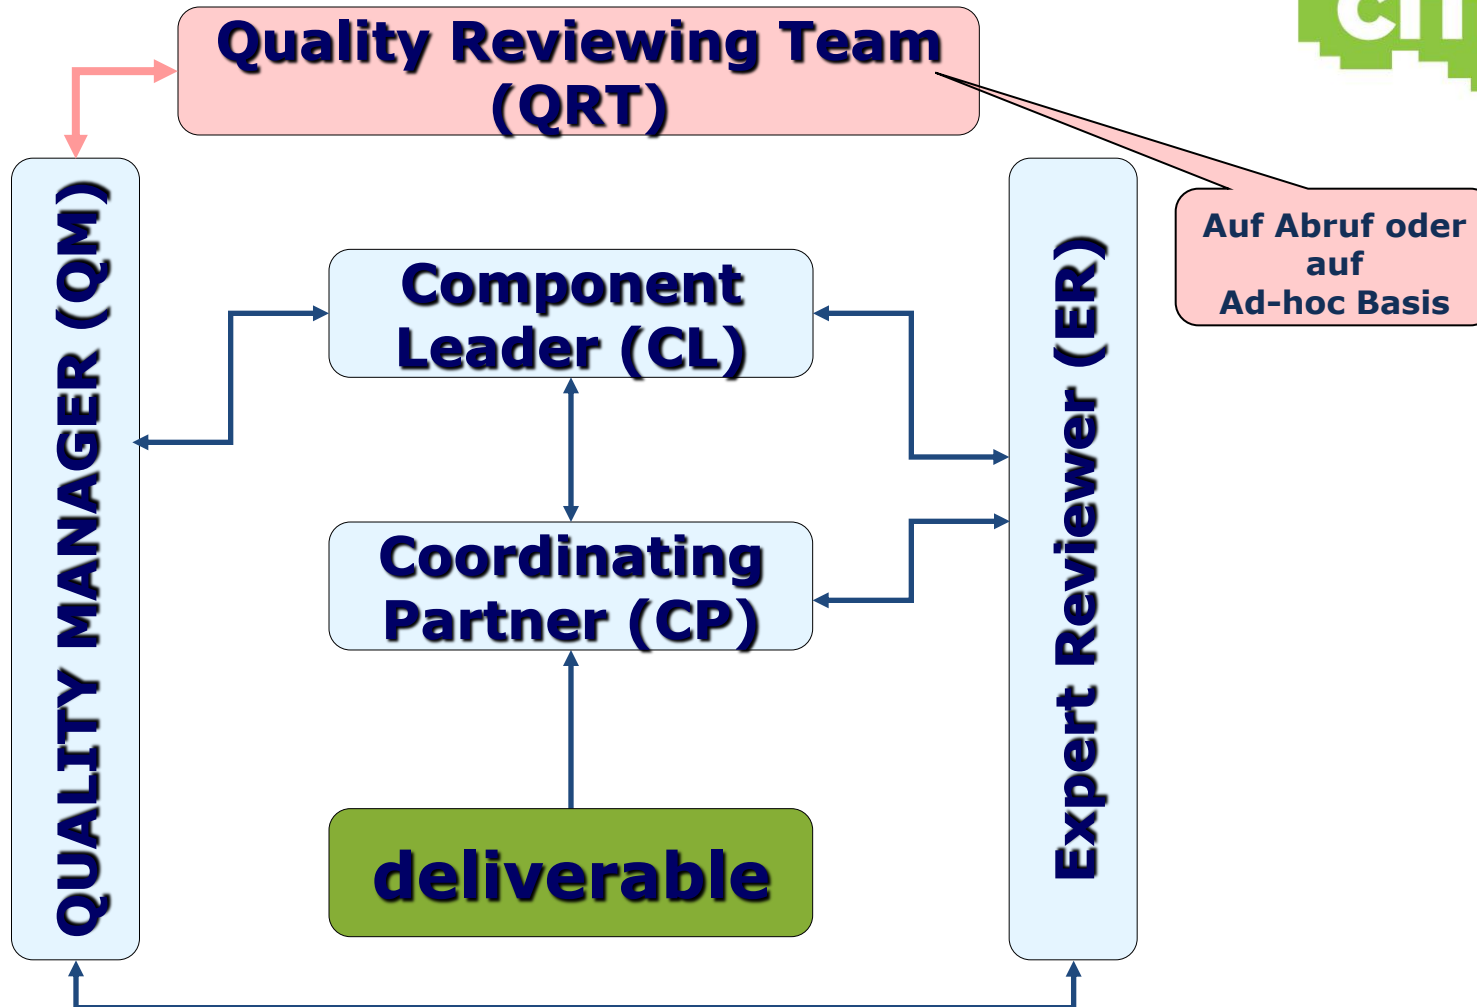 Quality Reviewing Team
(QRT)
QUALITY MANAGER (QM)
Component
Leader (CL)
Expert Reviewer (ER)
Auf Abruf oder
auf
Ad-hoc Basis
Coordinating
Partner (CP)
deliverable